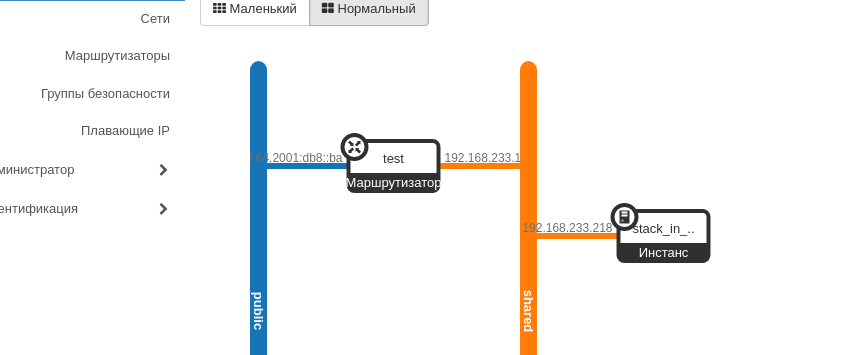 Сети
Маршрутизаторы
Группы безопасности
Плавающие IP
министратор
ентификация
Маленький
Нормальный
.64,2001:db8::ba
test
Маршрутизатор
192.168.233.1
192.168.233.218
stack_in_..
Инстанс
public
shared